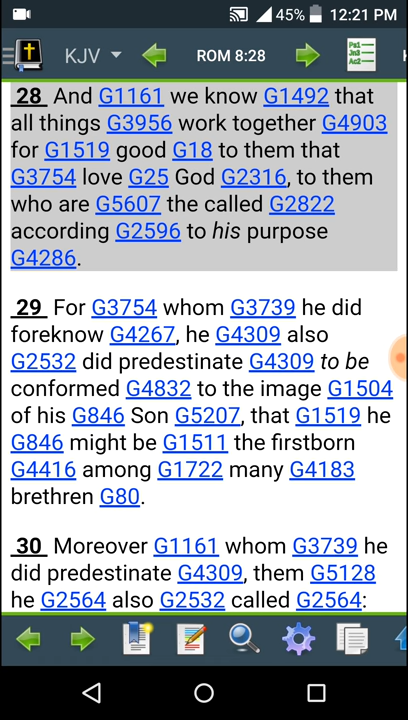 45% 12:21 PM
KJV ROM 8:28
28 And G1161 we know G1492 that
all things G3956 work together G4903
for G1519 good G18 to them that
G3754 love G25 God G2316, to them
who are G5607 the called G2822
according G2596 to his purpose
G4286.
29 For G3754 whom G3739 he did
foreknow G4267, he G4309 also
G2532 did predestinate G4309 to be
conformed G4832 to the image G1504
of his G846 Son G5207, that G1519 he
G846 might be G1511 the firstborn
G4416 among G1722 many G4183
brethren G80.
30 Moreover G1161 whom G3739 he
did predestinate G4309, them G5128
he G2564 also G2532 called G2564: